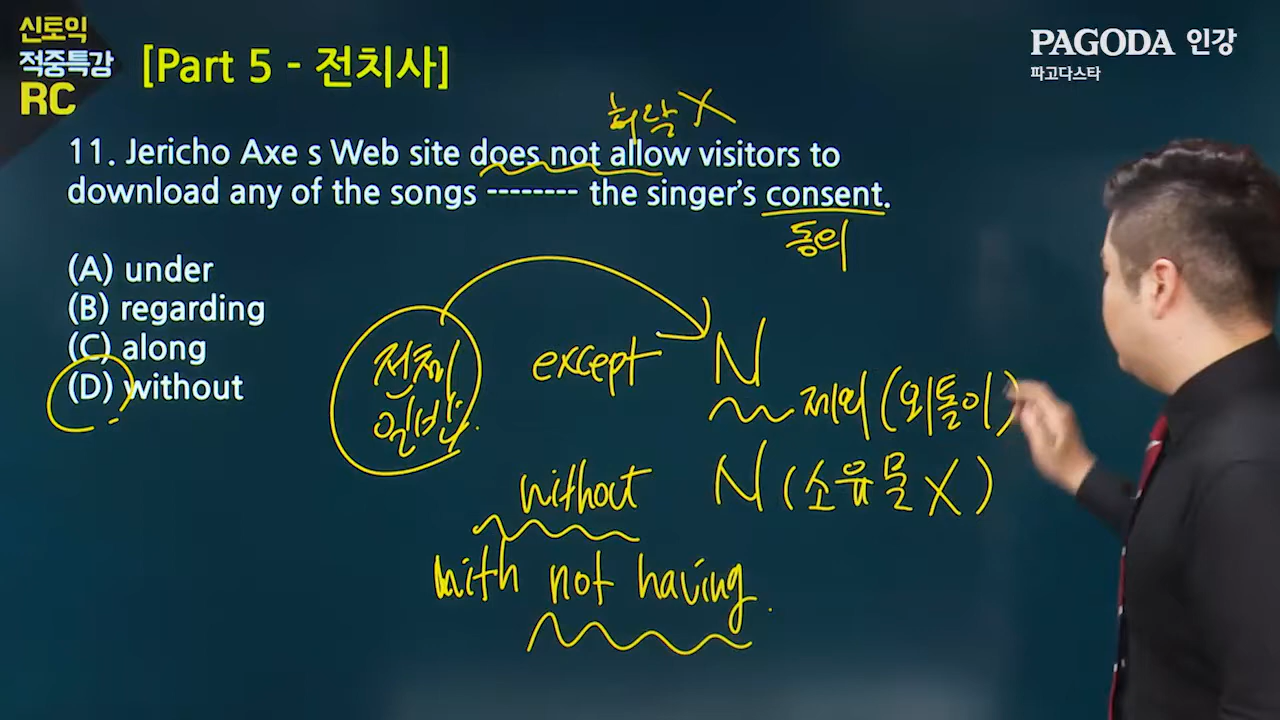 신토익
적중특강
RC
[Part 5 - 전치사]
PAGODA 인강
파고다스타
허락 X
11. Jericho Axe s Web site does not allow visitors to
download any of the songs -------- the singer's consent.
동의
(A) under
(B) regarding
(C) along
(D) without
전체
일반
except N
제외 (외톨이)
without N (소유물 X)
with not having.